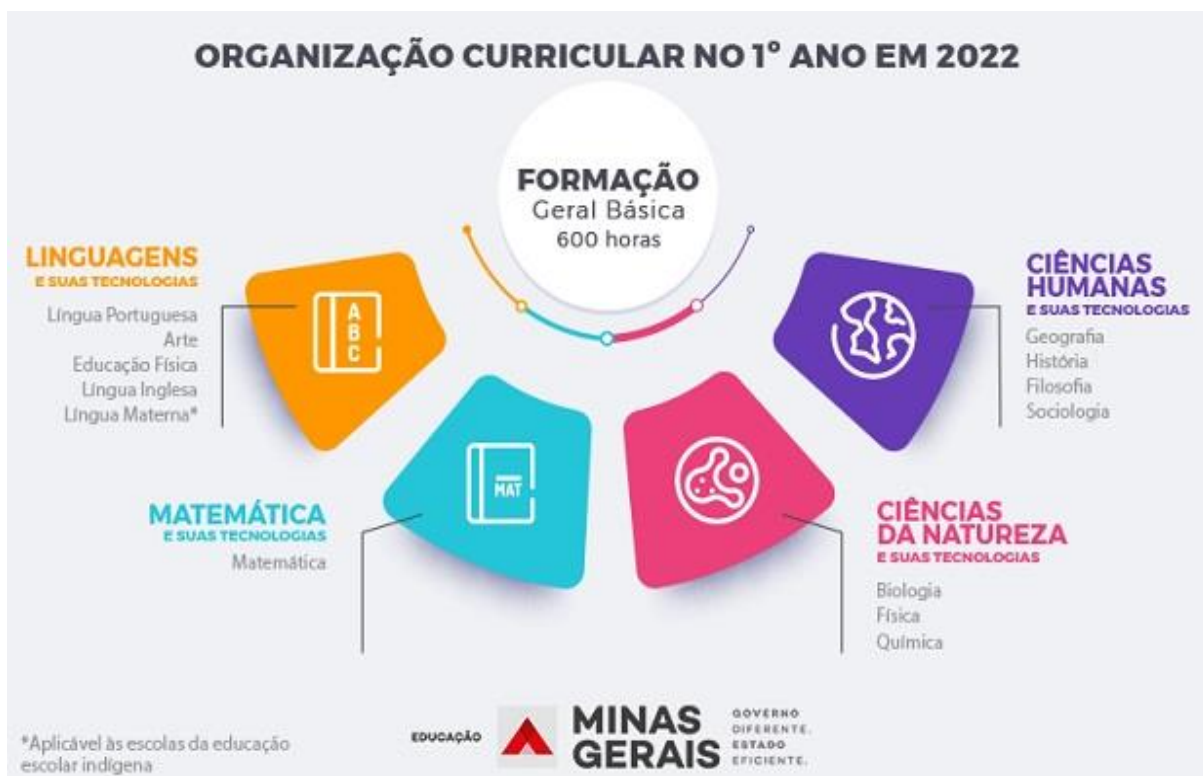 ORGANIZAÇÃO CURRICULAR NO 1º ANO EM 2022
FORMAÇÃO
Geral Básica
600 horas
LINGUAGENS
E SUAS TECNOLOGIAS
Língua Portuguesa
Arte
Educação Física
Língua Inglesa
Língua Materna*
A
B
C
MATEMÁTICA
E SUAS TECNOLOGIAS
Matemática
MAT
CIÊNCIAS
DA NATUREZA
E SUAS TECNOLOGIAS
Biologia
Física
Química
CIÊNCIAS
HUMANAS
E SUAS TECNOLOGIAS
Geografia
História
Filosofia
Sociologia
*Aplicável às escolas da educação
escolar indígena
EDUCAÇÃO
MINAS
GERAIS
GOVERNO
DIFERENTE.
ESTADO
EFICIENTE.